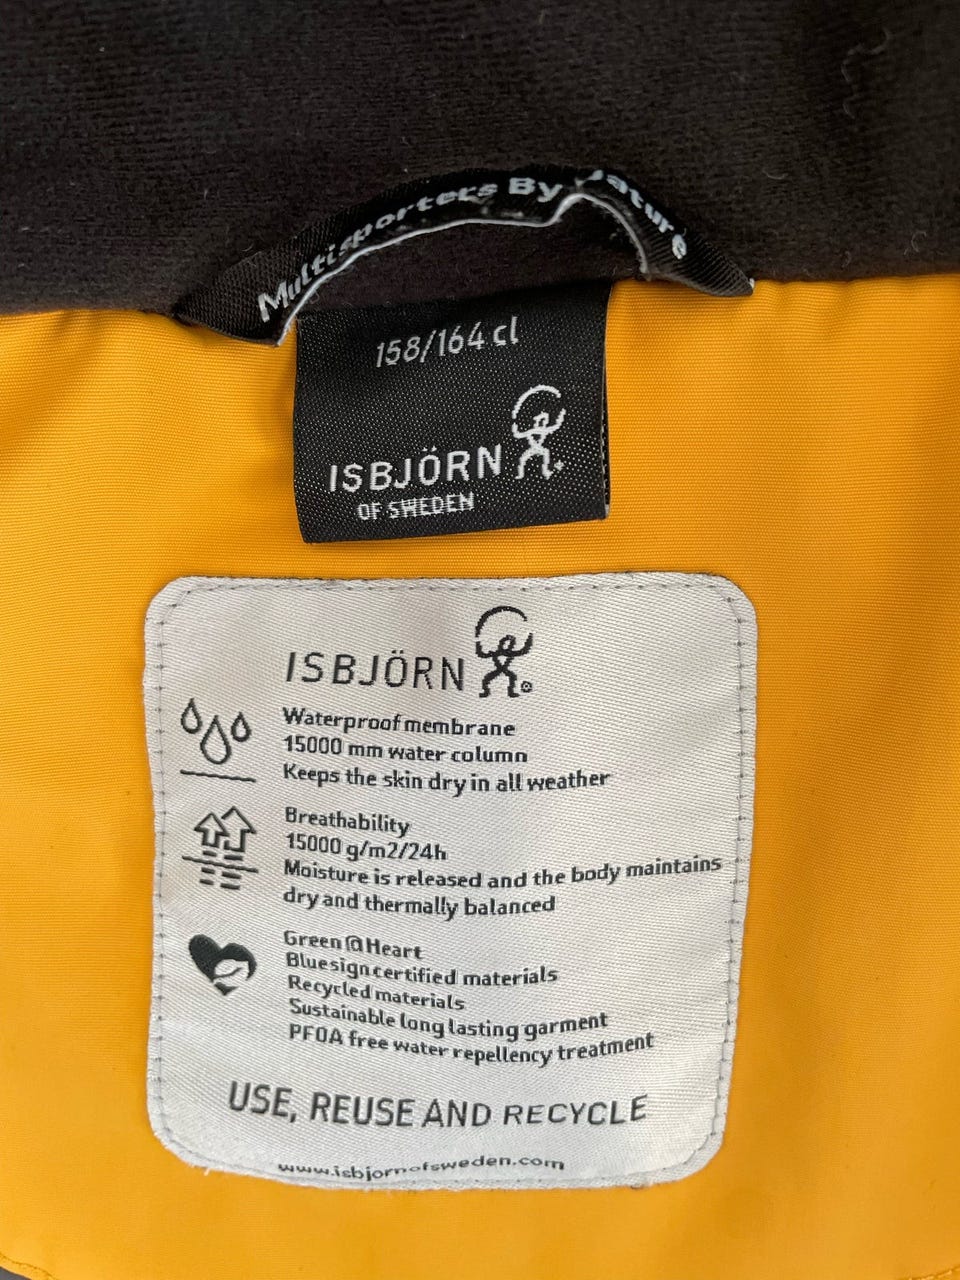 Multisporters By Nature
158/164 cl
ISBJÖRN
OF SWEDEN
ISBJÖRN
Waterproof membrane
15000 mm water column
Keeps the skin dry in all weather
Breathability
15000 g/m2/24h
Moisture is released and the body maintains
dry and thermally balanced
Green@Heart
Bluesign certified materials
Recycled materials
Sustainable long lasting garment
PFOA free water repellency treatment
USE, REUSE AND RECYCLE
www.isbjornofsweden.com